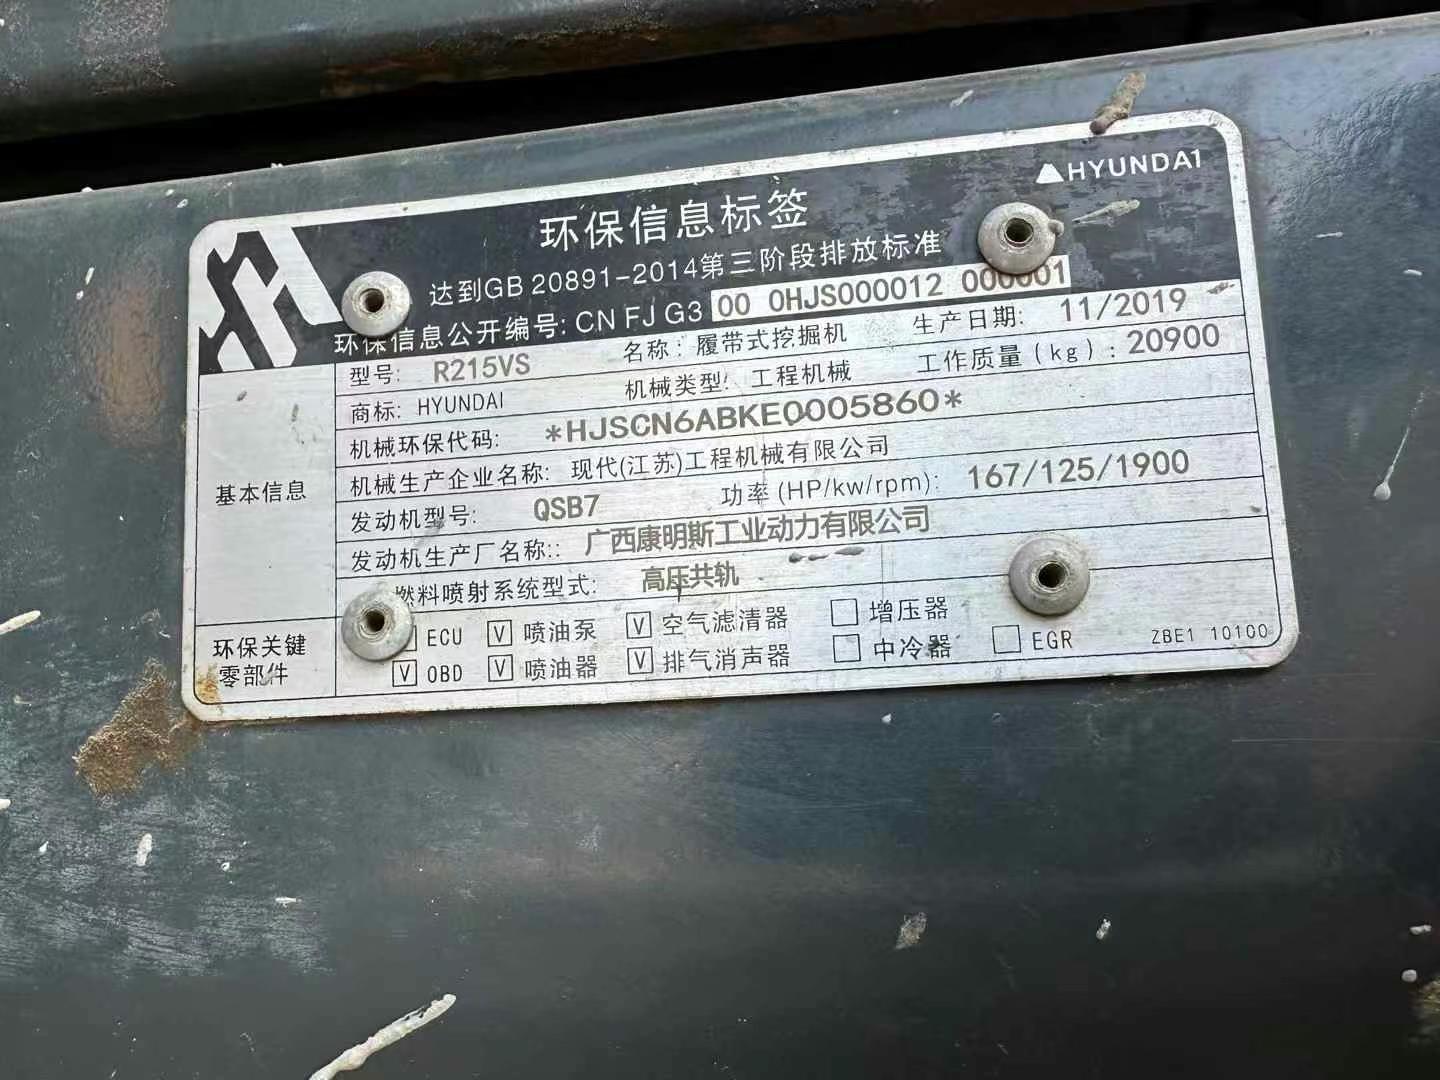 HYUNDAI
环保信息标签
达到GB 20891-2014第三阶段排放标准
环保信息公开编号: CN FJ G3 00 0HJS000012 000001
型号: R215VS 名称: 履带式挖掘机 生产日期: 11/2019
商标: HYUNDAI 机械类型: 工程机械 工作质量(kg): 20900
机械环保代码: *HJSCN6ABKE0005860*
基本信息
机械生产企业名称: 现代(江苏)工程机械有限公司
发动机型号: QSB7 功率(HP/kw/rpm): 167/125/1900
发动机生产厂名称:: 广西康明斯工业动力有限公司
燃料喷射系统型式: 高压共轨
环保关键零部件
ECU V 喷油泵 V 空气滤清器 增压器
V OBD V 喷油器 V 排气消声器 中冷器 EGR ZBE1 10100